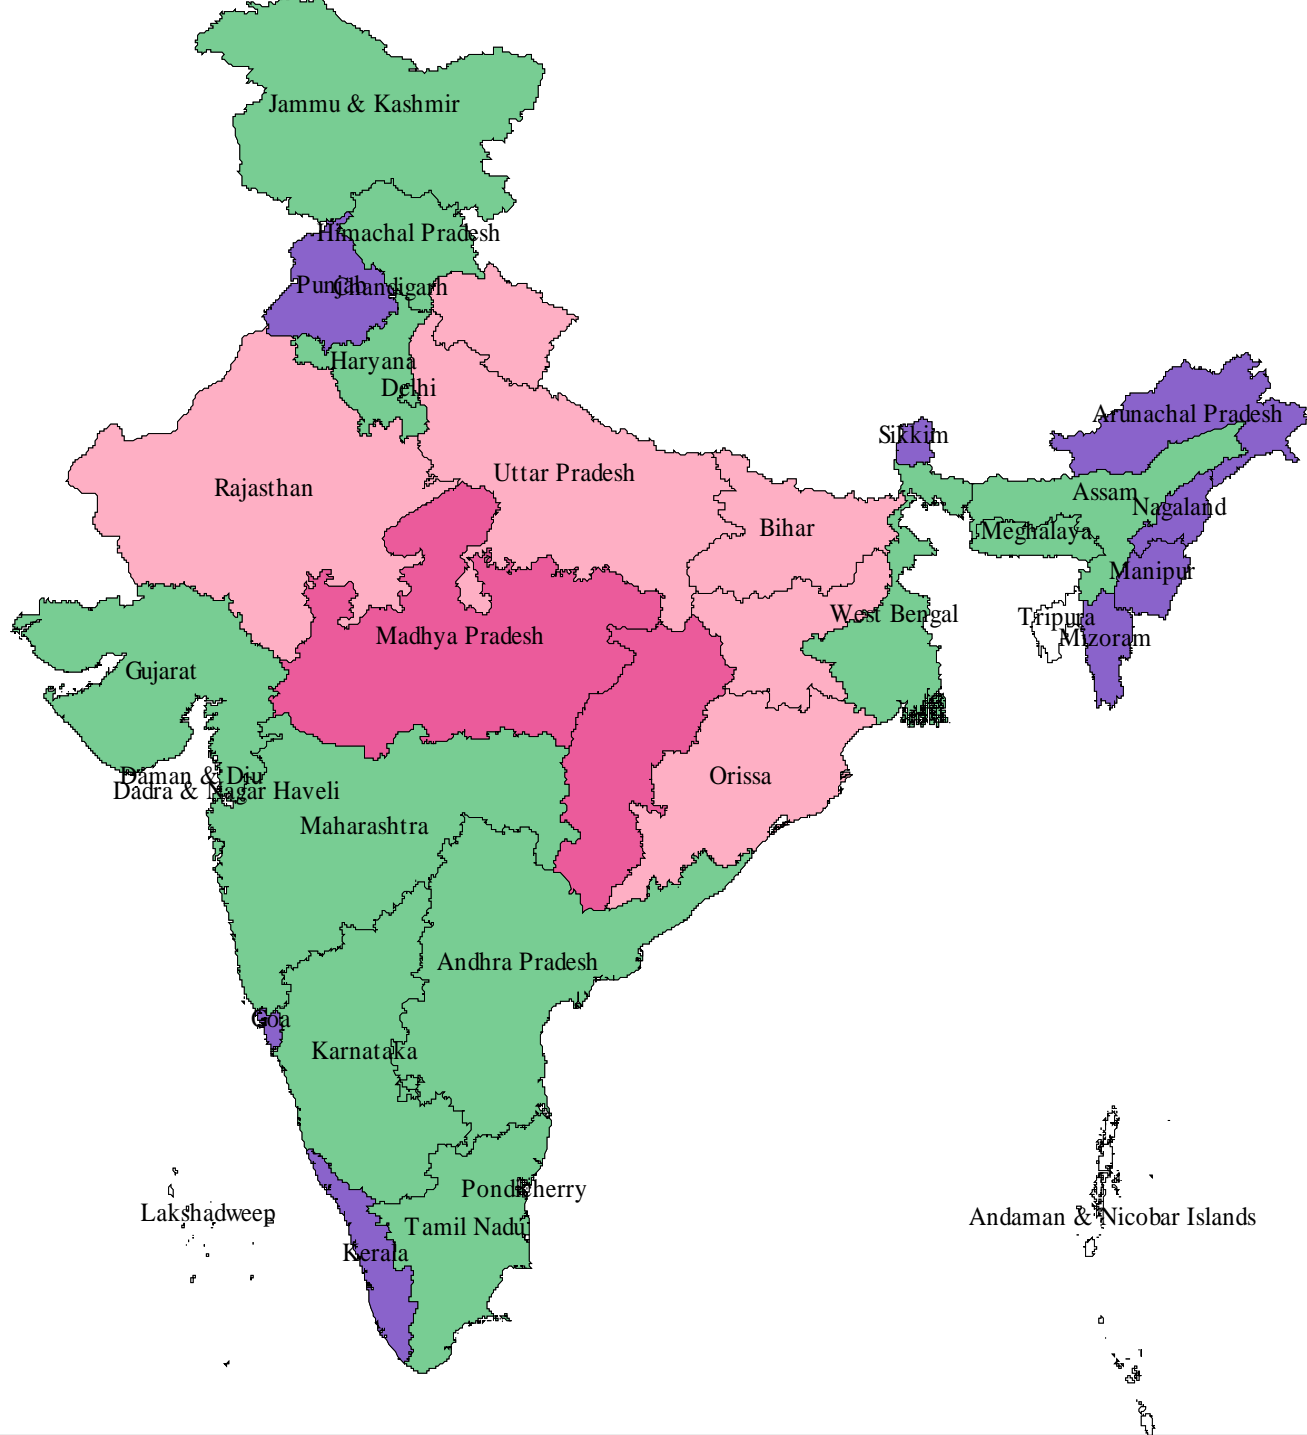 Jammu & Kashmir
Himachal Pradesh
Punjab
Chandigarh
Haryana
Delhi
Arunachal Pradesh
Sikkim
Uttar Pradesh
Rajasthan
Assam
Nagaland
Bihar
Meghalaya
Manipur
West Bengal
Tripura
Madhya Pradesh
Mizoram
Gujarat
Daman & Diu
Orissa
Dadra & Nagar Haveli
Maharashtra
Andhra Pradesh
Goa
Karnataka
Pondicherry
Lakshadweep
Andaman & Nicobar Islands
Tamil Nadu
Kerala